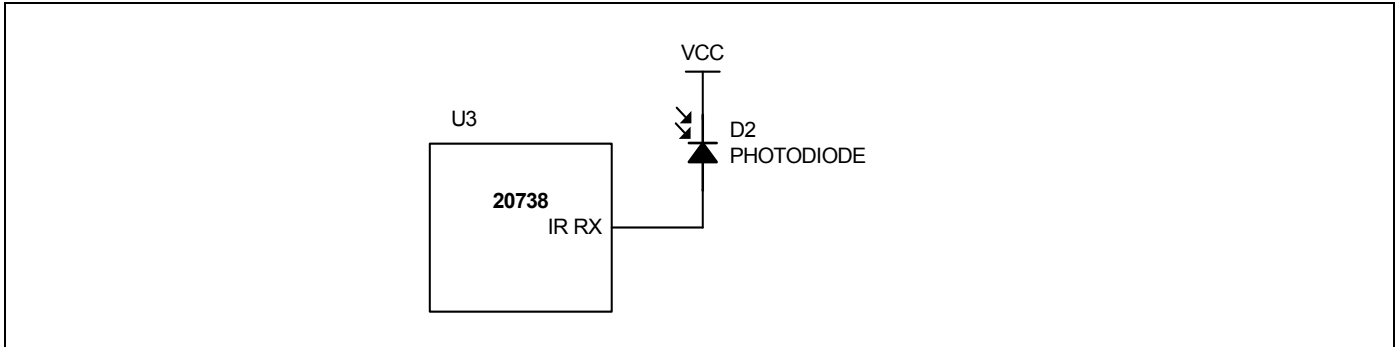 VCC
U3
D2
PHOTODIODE
20738
IR RX